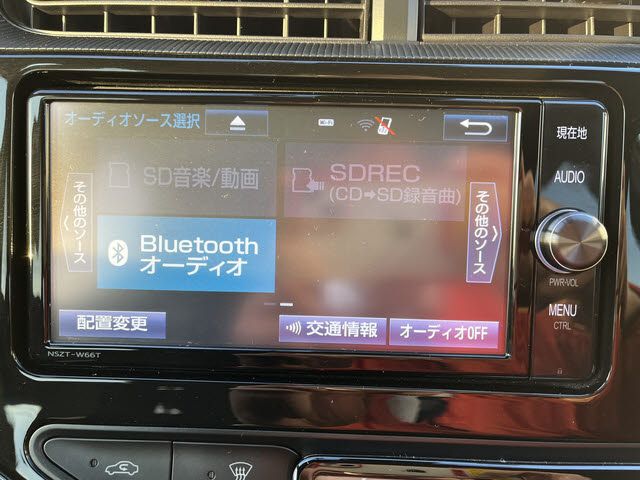 オーディオソース選択
Wi-Fi
現在地
SD音楽/動画
SDREC
(CD➡SD録音曲)
AUDIO
その他のソース
その他のソース
Bluetooth
オーディオ
PWR・VOL
MENU
CTRL
配置変更
交通情報
オーディオOFF
NSZT-W66T